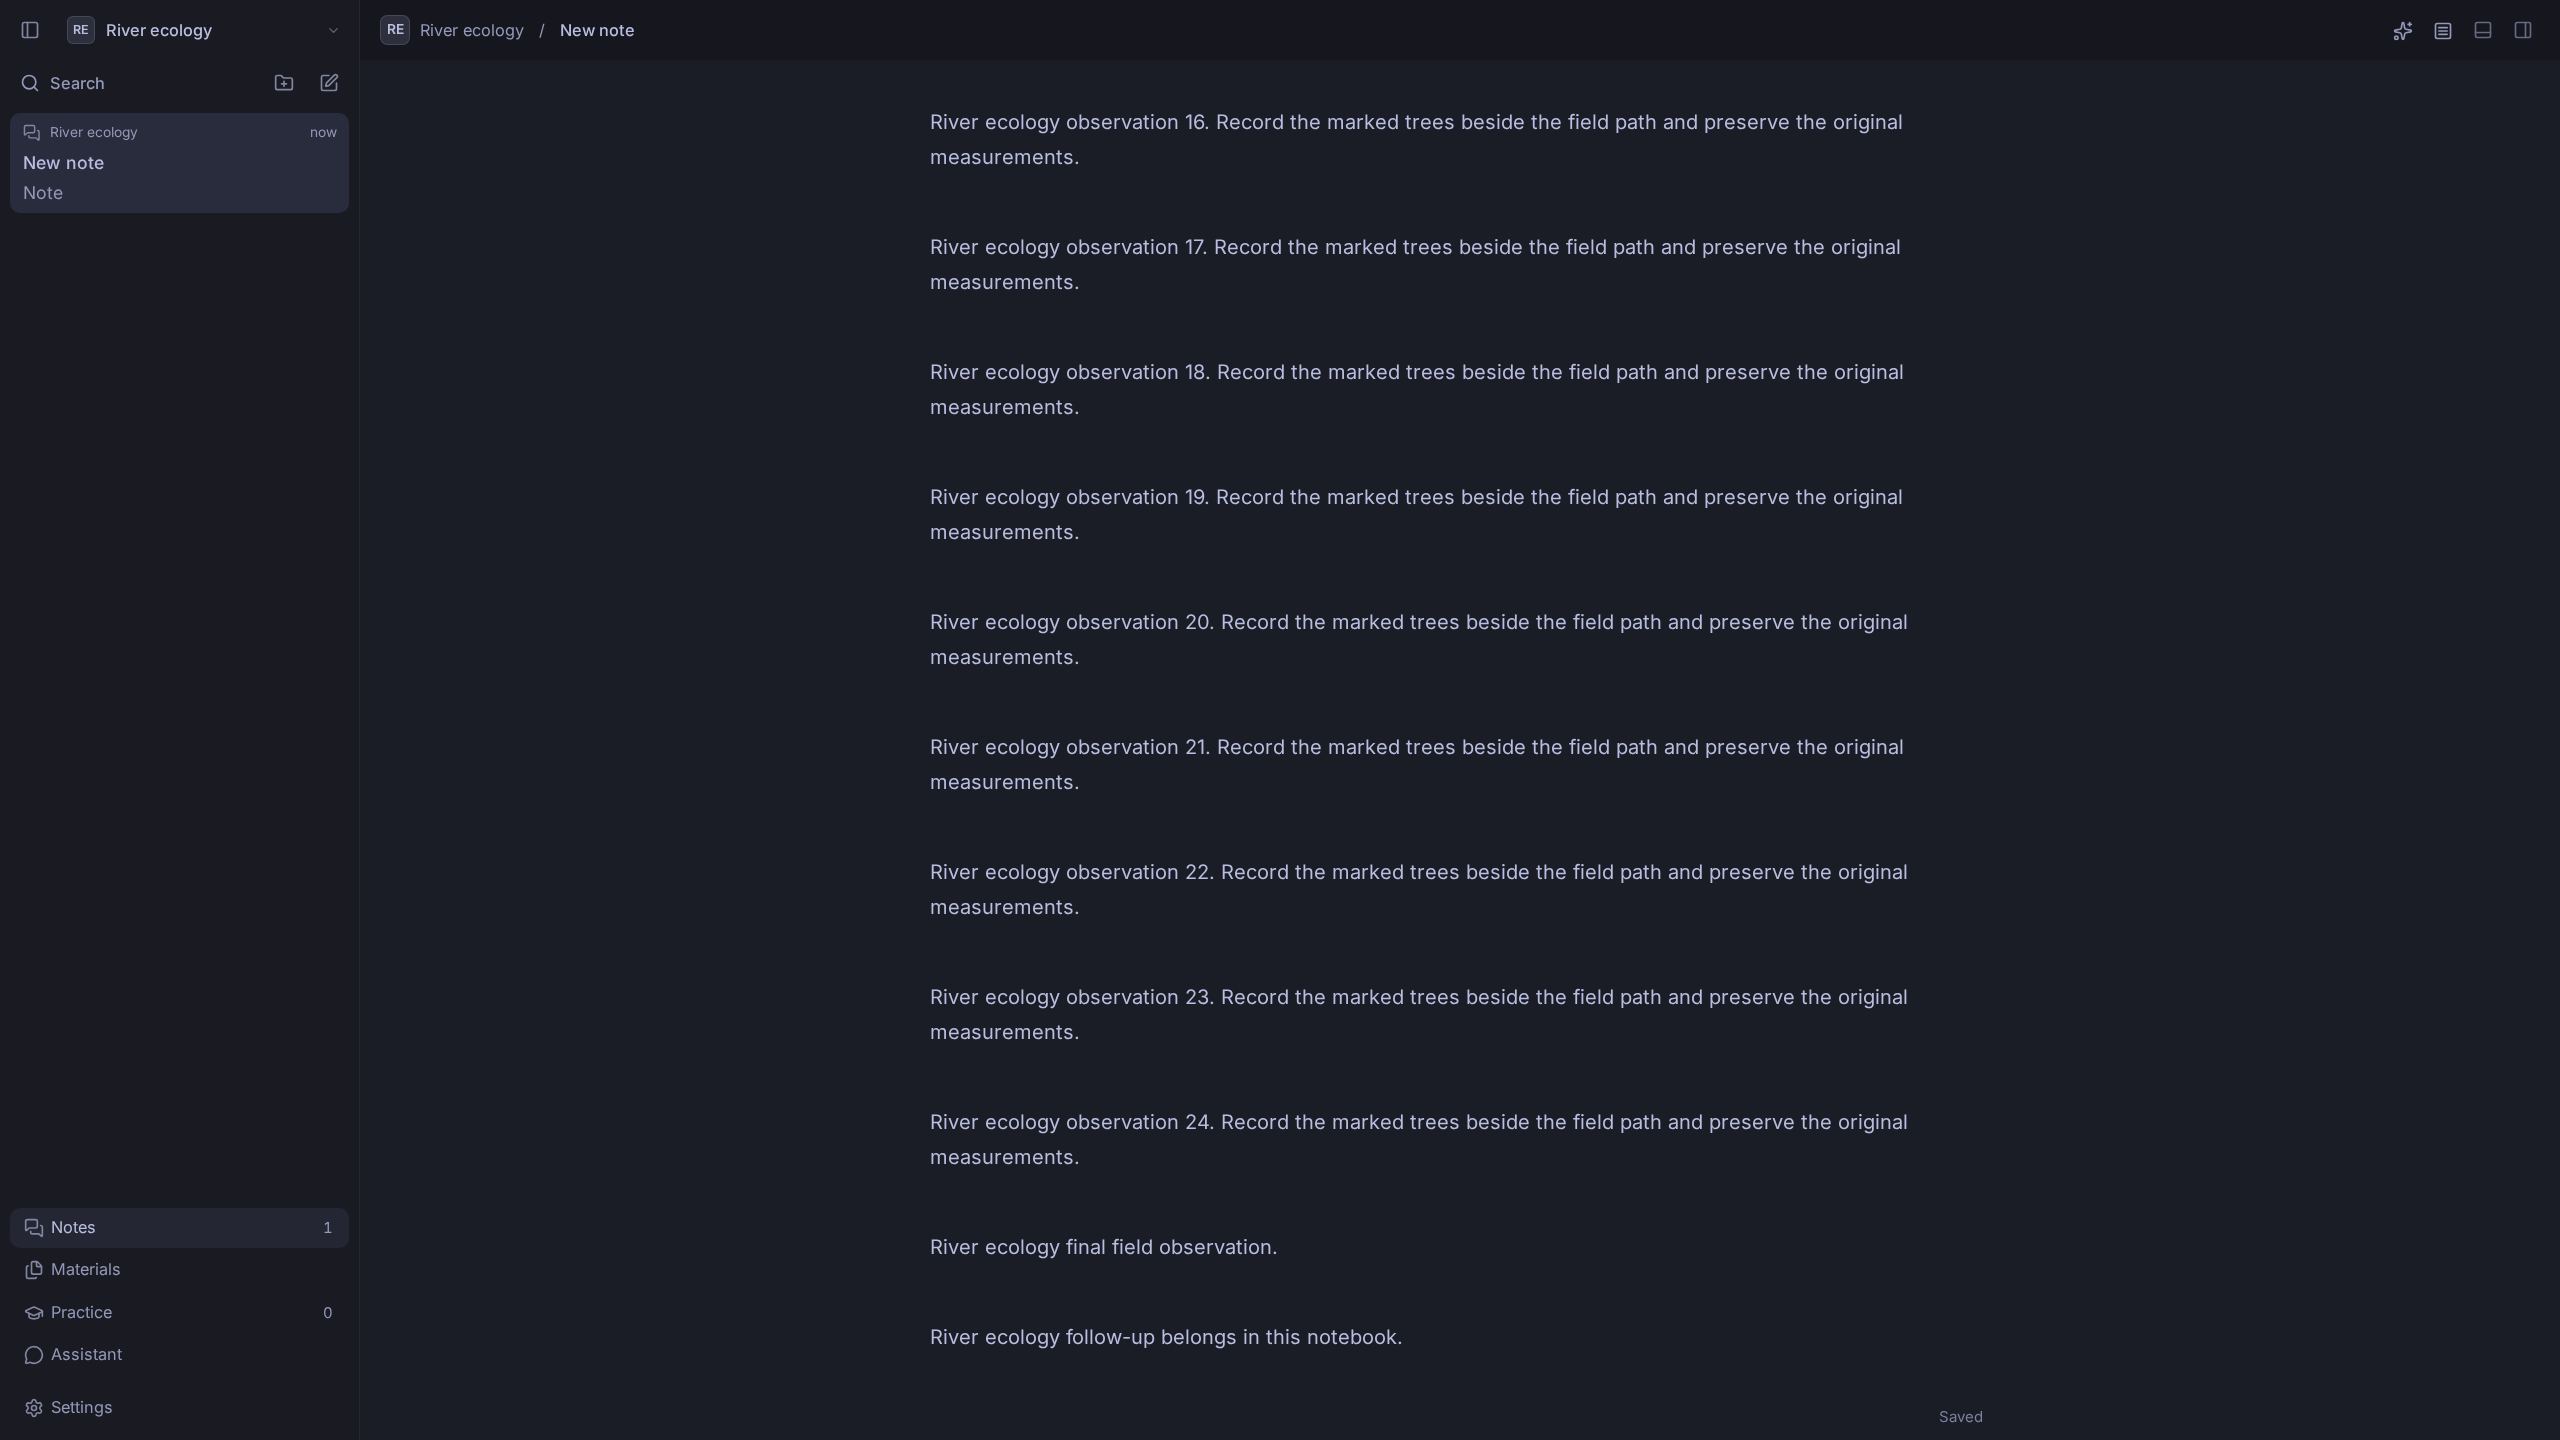 RE River ecology
Search
River ecology now
New note
Note
Notes 1
Materials
Practice 0
Assistant
Settings
RE River ecology / New note
River ecology observation 16. Record the marked trees beside the field path and preserve the original
measurements.
River ecology observation 17. Record the marked trees beside the field path and preserve the original
measurements.
River ecology observation 18. Record the marked trees beside the field path and preserve the original
measurements.
River ecology observation 19. Record the marked trees beside the field path and preserve the original
measurements.
River ecology observation 20. Record the marked trees beside the field path and preserve the original
measurements.
River ecology observation 21. Record the marked trees beside the field path and preserve the original
measurements.
River ecology observation 22. Record the marked trees beside the field path and preserve the original
measurements.
River ecology observation 23. Record the marked trees beside the field path and preserve the original
measurements.
River ecology observation 24. Record the marked trees beside the field path and preserve the original
measurements.
River ecology final field observation.
River ecology follow-up belongs in this notebook.
Saved